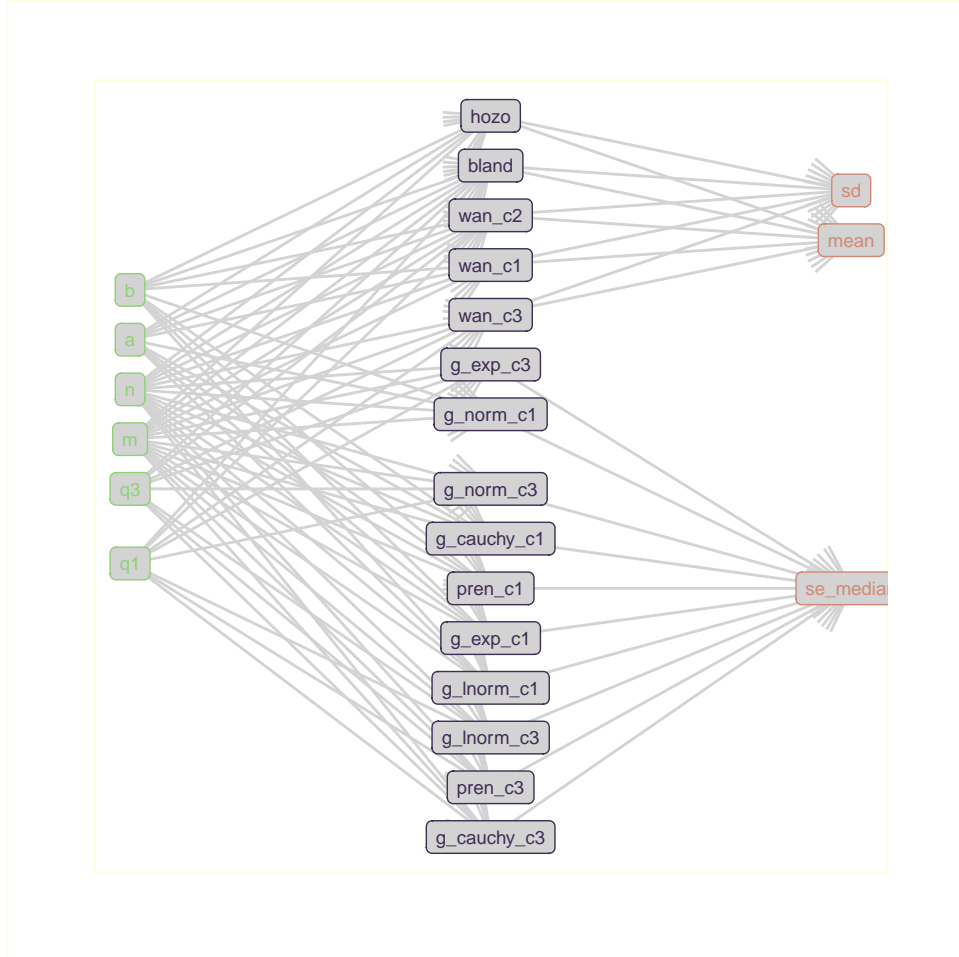 b
a
n
m
q3
q1
hozo
bland
wan_c2
wan_c1
wan_c3
g_exp_c3
g_norm_c1
g_norm_c3
g_cauchy_c1
pren_c1
g_exp_c1
g_lnorm_c1
g_lnorm_c3
pren_c3
g_cauchy_c3
sd
mean
se_media